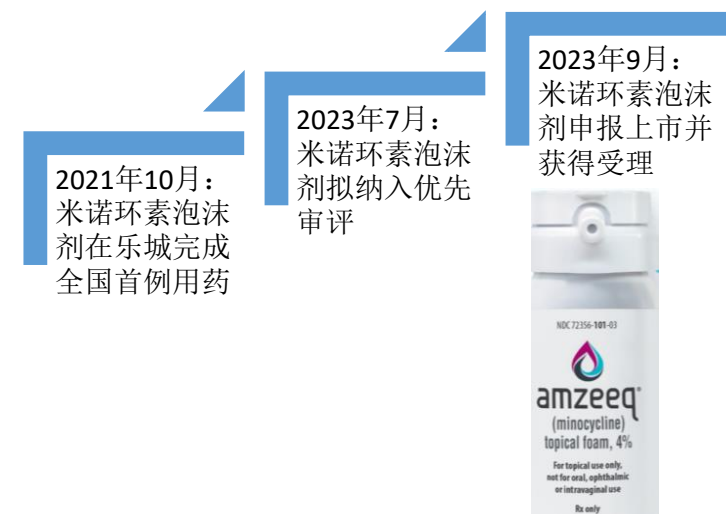 2021年10月：
米诺环素泡沫
剂在乐城完成
全国首例用药
2023年7月：
米诺环素泡沫
剂拟纳入优先
审评
2023年9月：
米诺环素泡沫
剂申报上市并
获得受理
NDC 72356-101-03
amzeeq
(minocycline)
topical foam, 4%
For topical use only,
not for oral, ophthalmic
or intravaginal use
Rx only